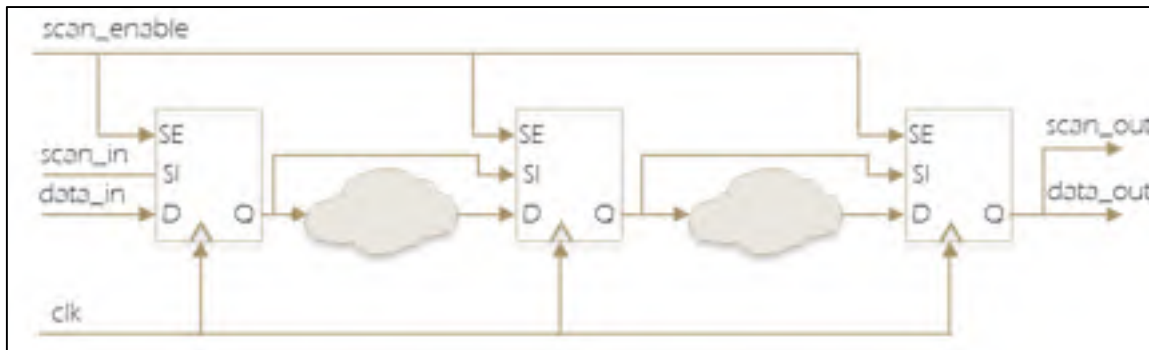 scan_enable
SE
SE
SE
scan_out
scan_in
SI
SI
SI
data_in
D
Q
D
Q
D
Q
data_out
clk